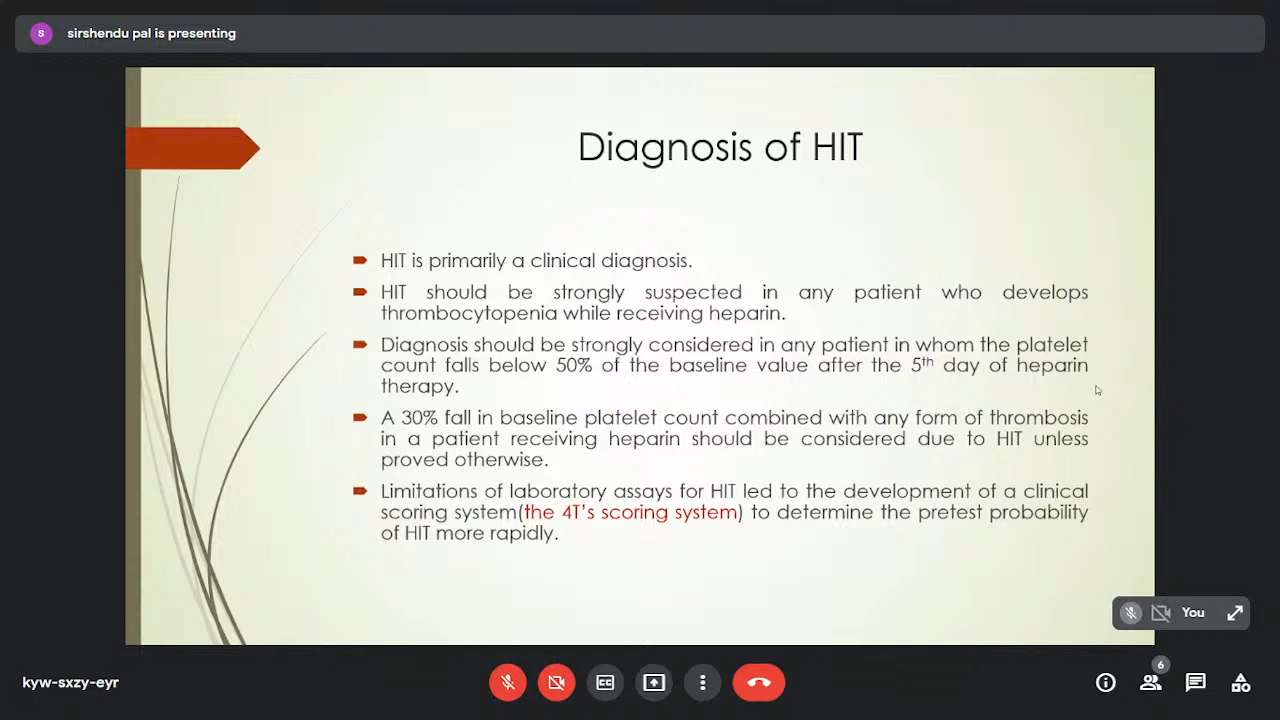 S
sirshendu pal is presenting
Diagnosis of HIT
HIT is primarily a clinical diagnosis.
HIT should be strongly suspected in any patient who develops
thrombocytopenia while receiving heparin.
Diagnosis should be strongly considered in any patient in whom the platelet
count falls below 50% of the baseline value after the 5th day of heparin
therapy.
A 30% fall in baseline platelet count combined with any form of thrombosis
in a patient receiving heparin should be considered due to HIT unless
proved otherwise.
Limitations of laboratory assays for HIT led to the development of a clinical
scoring system(the 4T's scoring system) to determine the pretest probability
of HIT more rapidly.
You
kyw-sxzy-eyr
CC
6